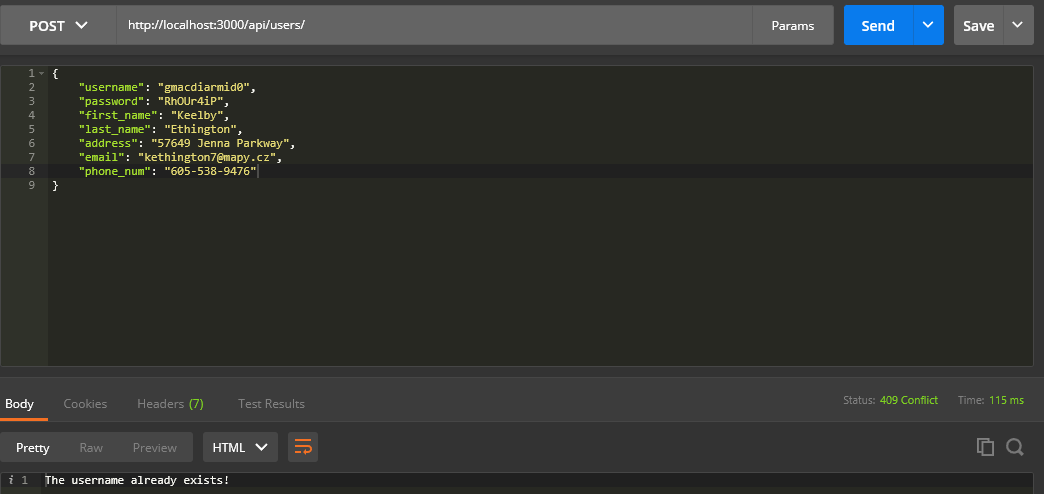 POST http://localhost:3000/api/users/ Params Send Save
1 {
2 "username": "gmacdiarmid0",
3 "password": "RhOUr4iP",
4 "first_name": "Keelby",
5 "last_name": "Ethington",
6 "address": "57649 Jenna Parkway",
7 "email": "kethington7@mapy.cz",
8 "phone_num": "605-538-9476"
9 }
Body Cookies Headers (7) Test Results Status: 409 Conflict Time: 115 ms
Pretty Raw Preview HTML
i 1 The username already exists!